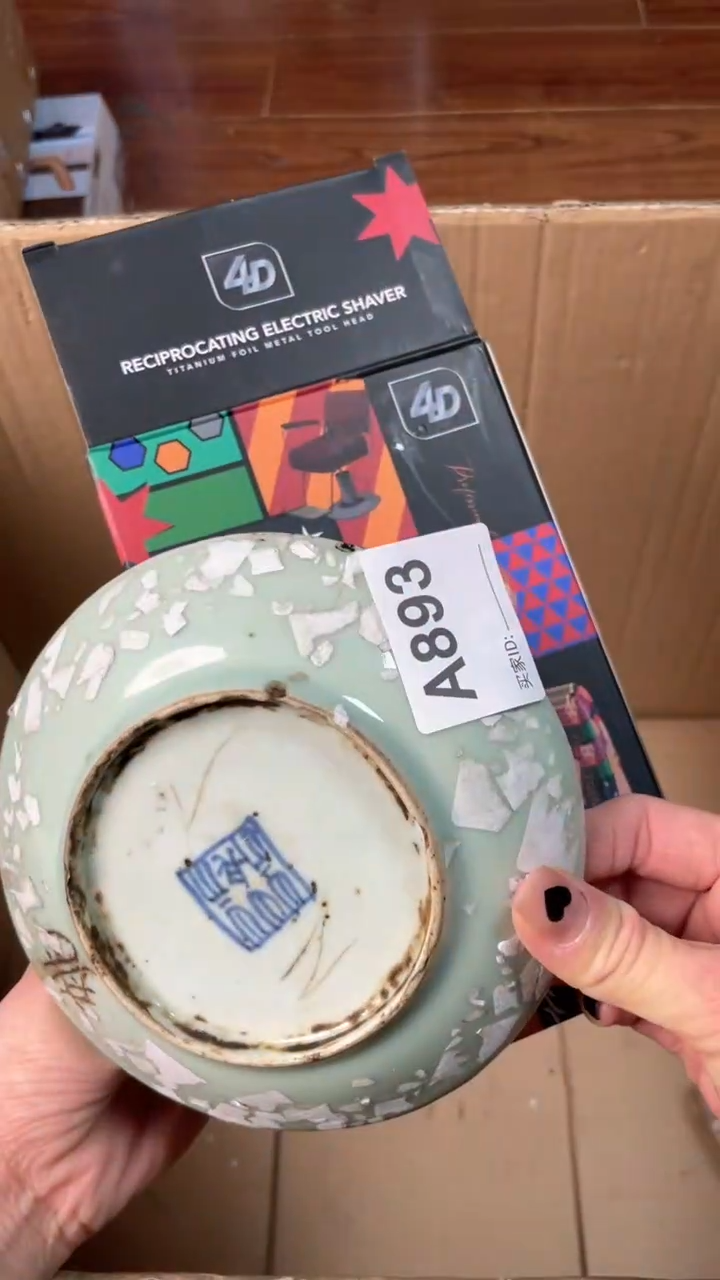 4D
RECIPROCATING ELECTRIC SHAVER
TITANIUM FOIL METAL TOOL HEAD
4D
A893
买家ID: